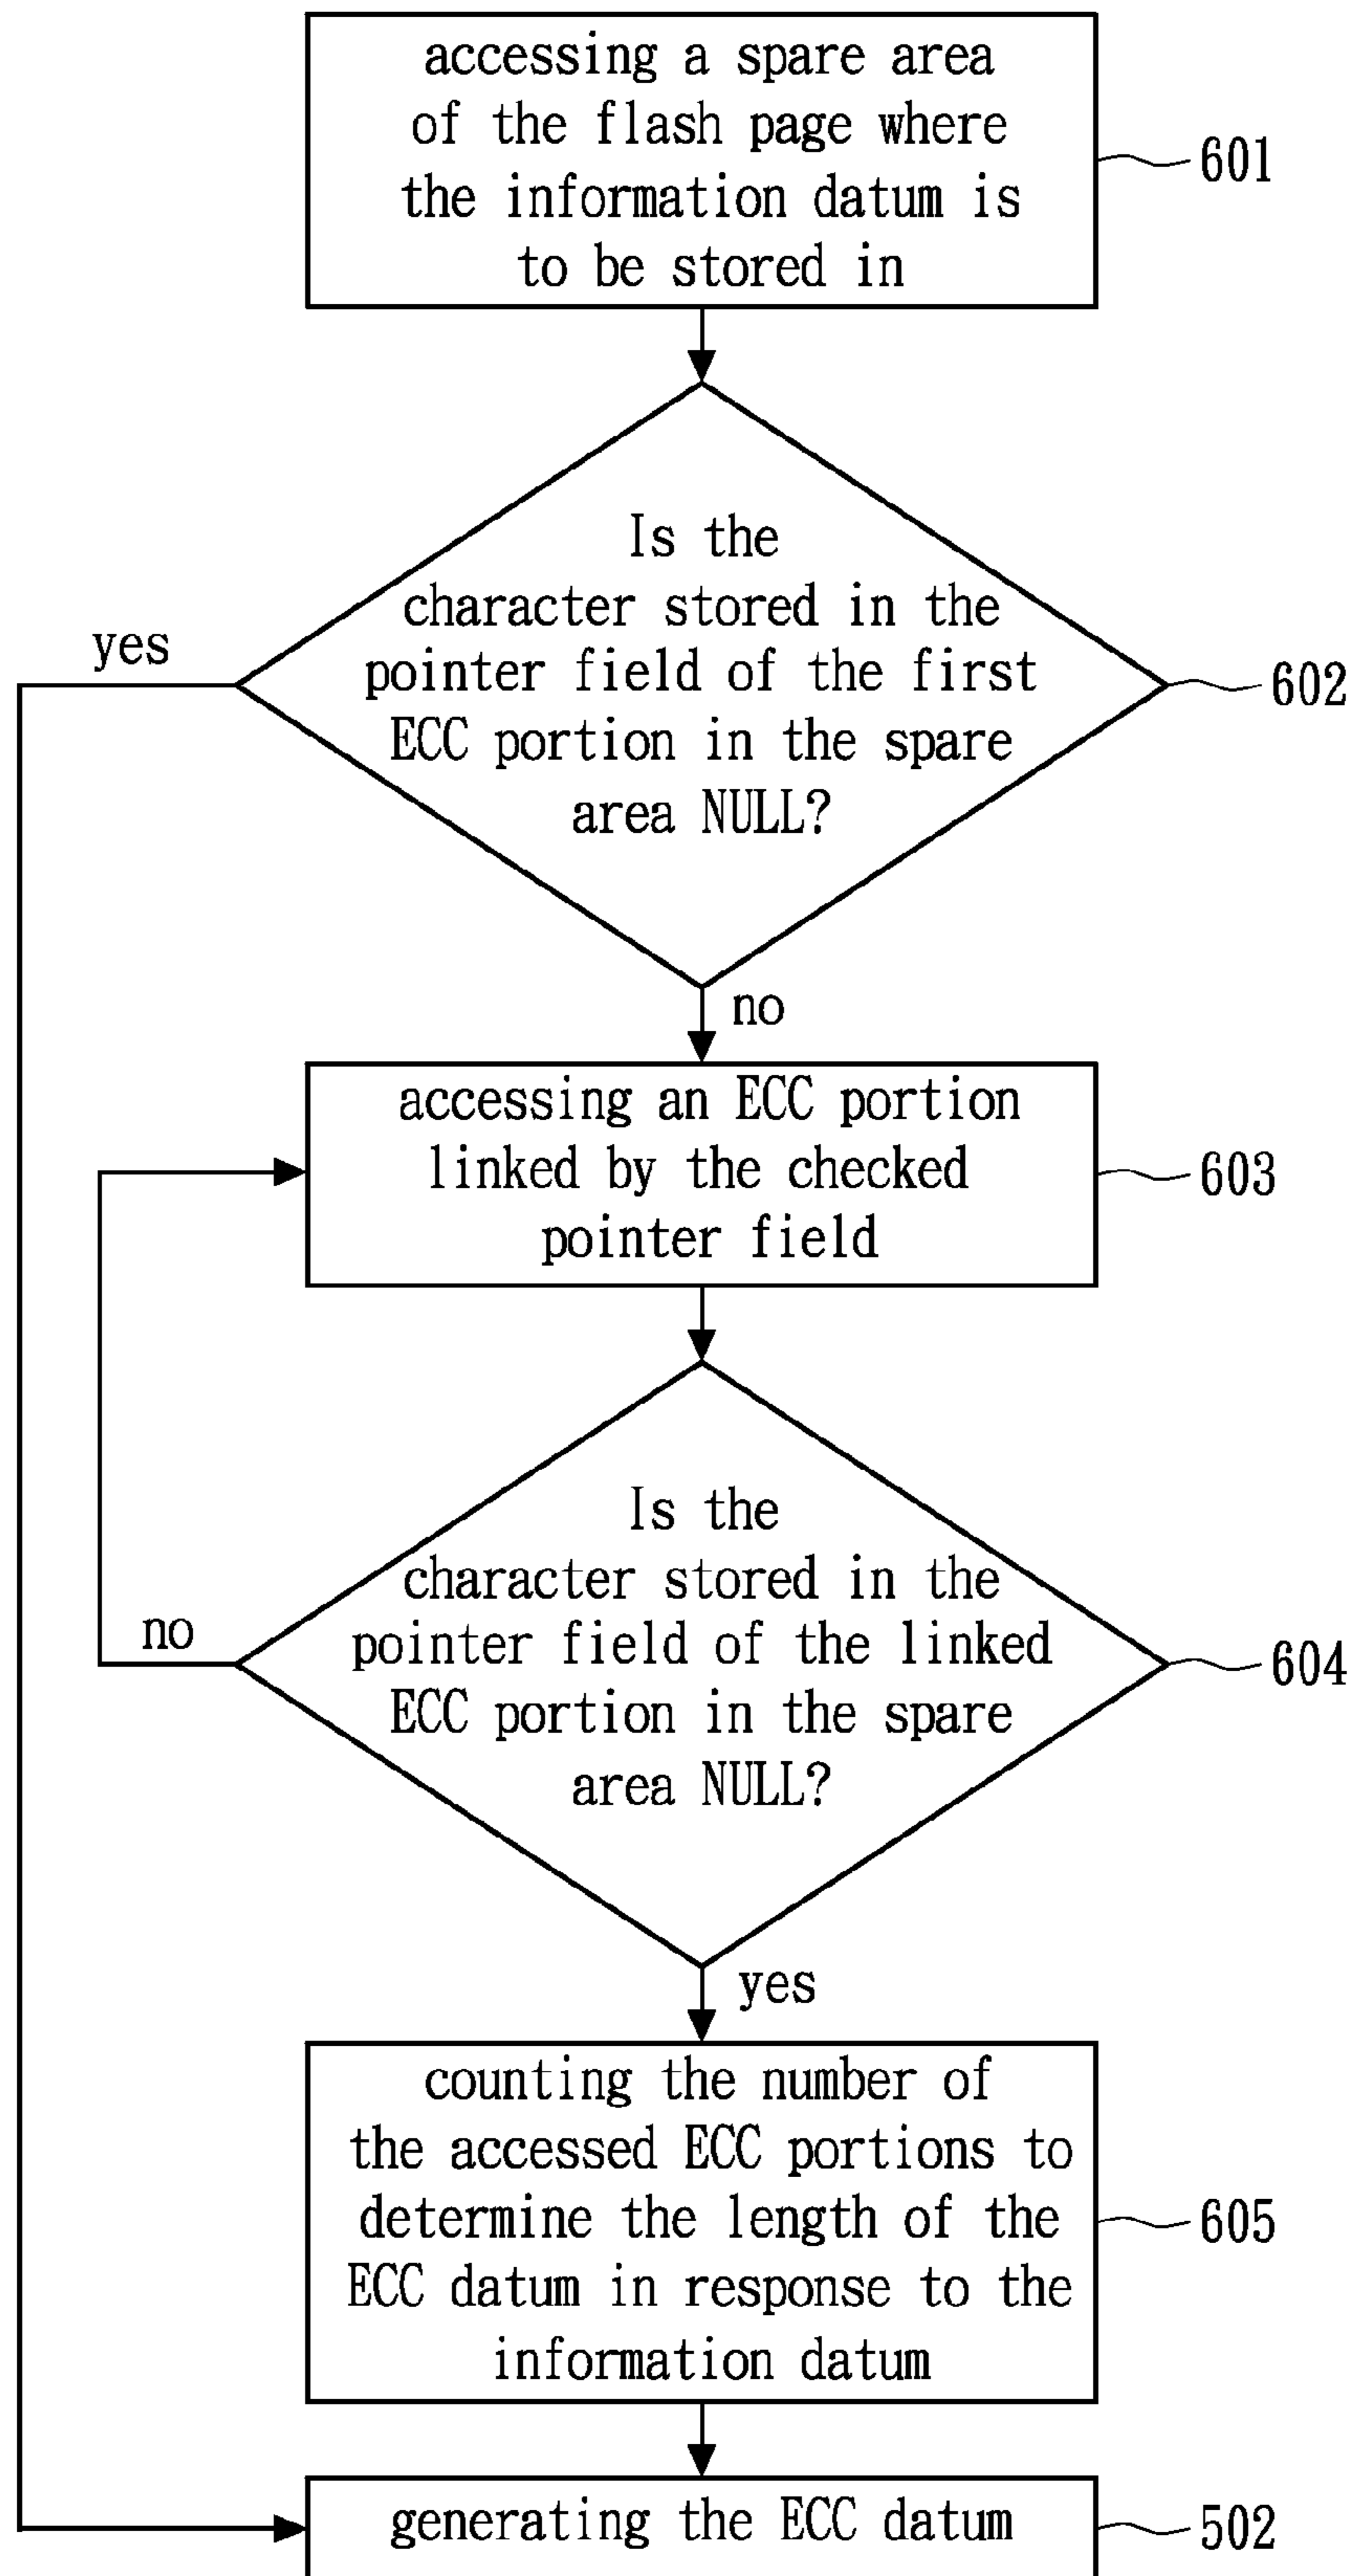 accessing a spare area
of the flash page where
the information datum is
to be stored in
601
Is the
character stored in the
pointer field of the first
ECC portion in the spare
area NULL?
yes
602
no
accessing an ECC portion
linked by the checked
pointer field
603
Is the
character stored in the
pointer field of the linked
ECC portion in the spare
area NULL?
no
604
yes
counting the number of
the accessed ECC portions to
determine the length of the
ECC datum in response to the
information datum
605
generating the ECC datum
502